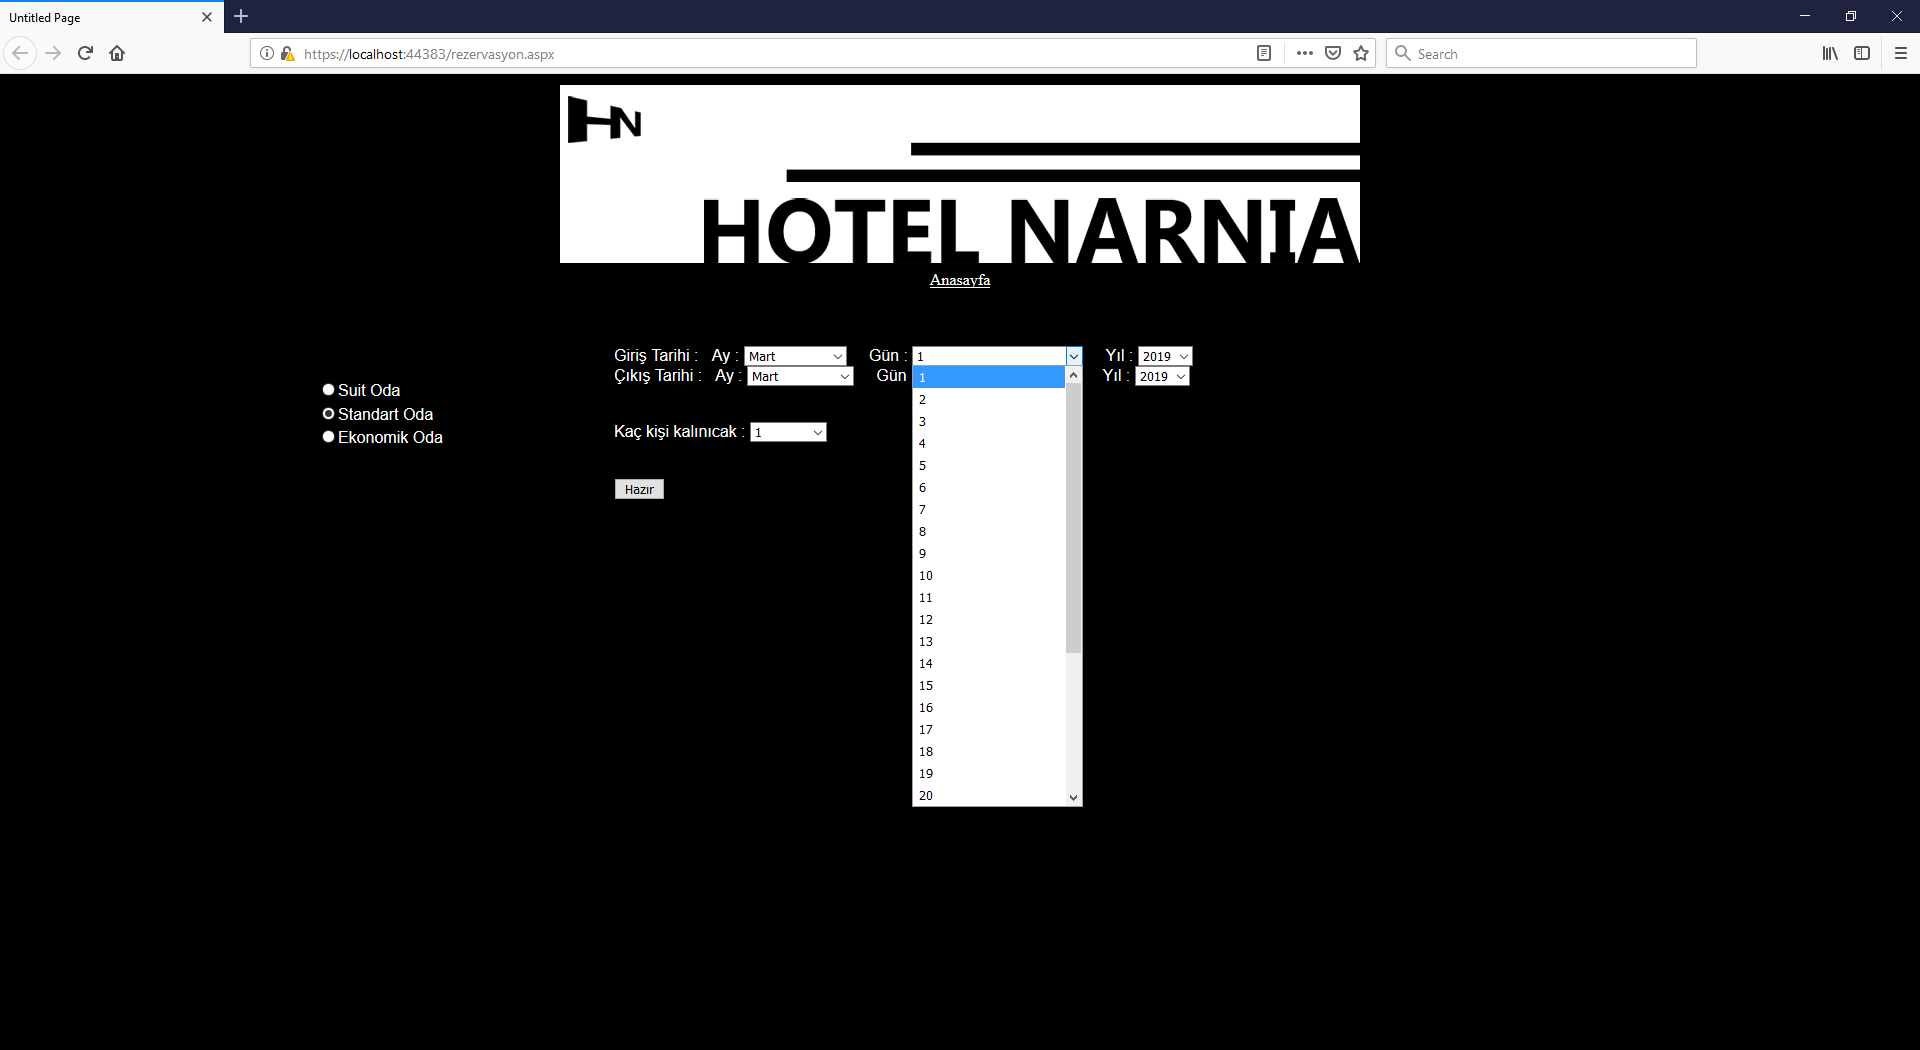 Untitled Page
https://localhost:44383/rezervasyon.aspx
Search
HN
HOTEL NARNIA
Anasayfa
Giriş Tarihi : Ay : Mart Gün : 1 Yıl : 2019
Çıkış Tarihi : Ay : Mart Gün Yıl : 2019
Suit Oda
Standart Oda
Ekonomik Oda
Kaç kişi kalınıcak : 1
Hazır
1
2
3
4
5
6
7
8
9
10
11
12
13
14
15
16
17
18
19
20